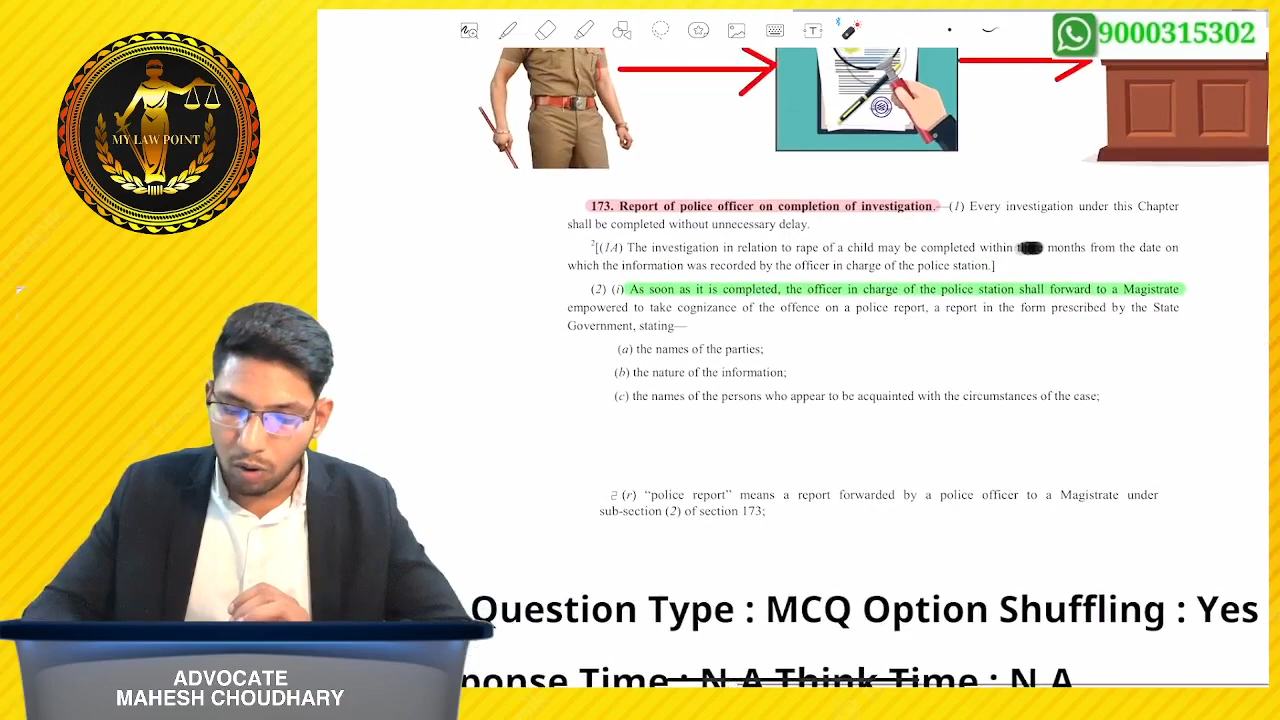 9000315302
MY LAW POINT
173. Report of police officer on completion of investigation.—(1) Every investigation under this Chapter
shall be completed without unnecessary delay.
2[(1A) The investigation in relation to rape of a child may be completed within months from the date on
which the information was recorded by the officer in charge of the police station.]
(2) (i) As soon as it is completed, the officer in charge of the police station shall forward to a Magistrate
empowered to take cognizance of the offence on a police report, a report in the form prescribed by the State
Government, stating—
(a) the names of the parties;
(b) the nature of the information;
(c) the names of the persons who appear to be acquainted with the circumstances of the case;
2 (r) “police report” means a report forwarded by a police officer to a Magistrate under
sub-section (2) of section 173;
Question Type : MCQ Option Shuffling : Yes
ponse Time : N.A Think Time : N.A
ADVOCATE
MAHESH CHOUDHARY